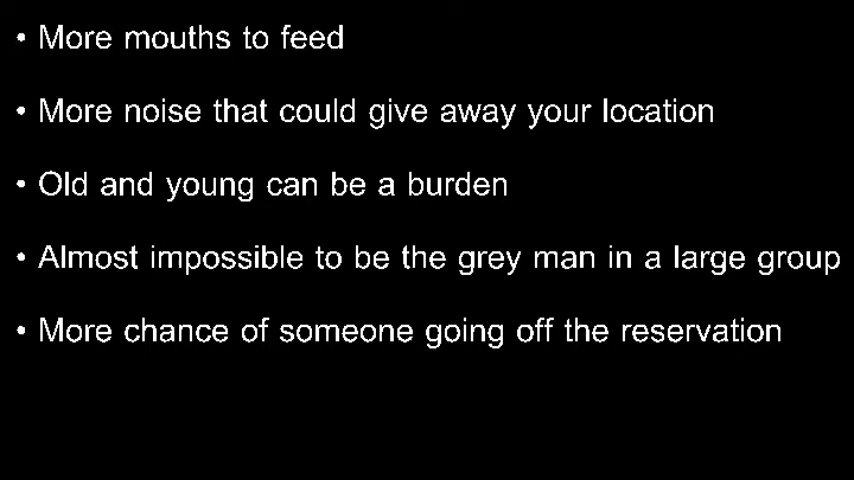 • More mouths to feed
• More noise that could give away your location
• Old and young can be a burden
• Almost impossible to be the grey man in a large group
• More chance of someone going off the reservation